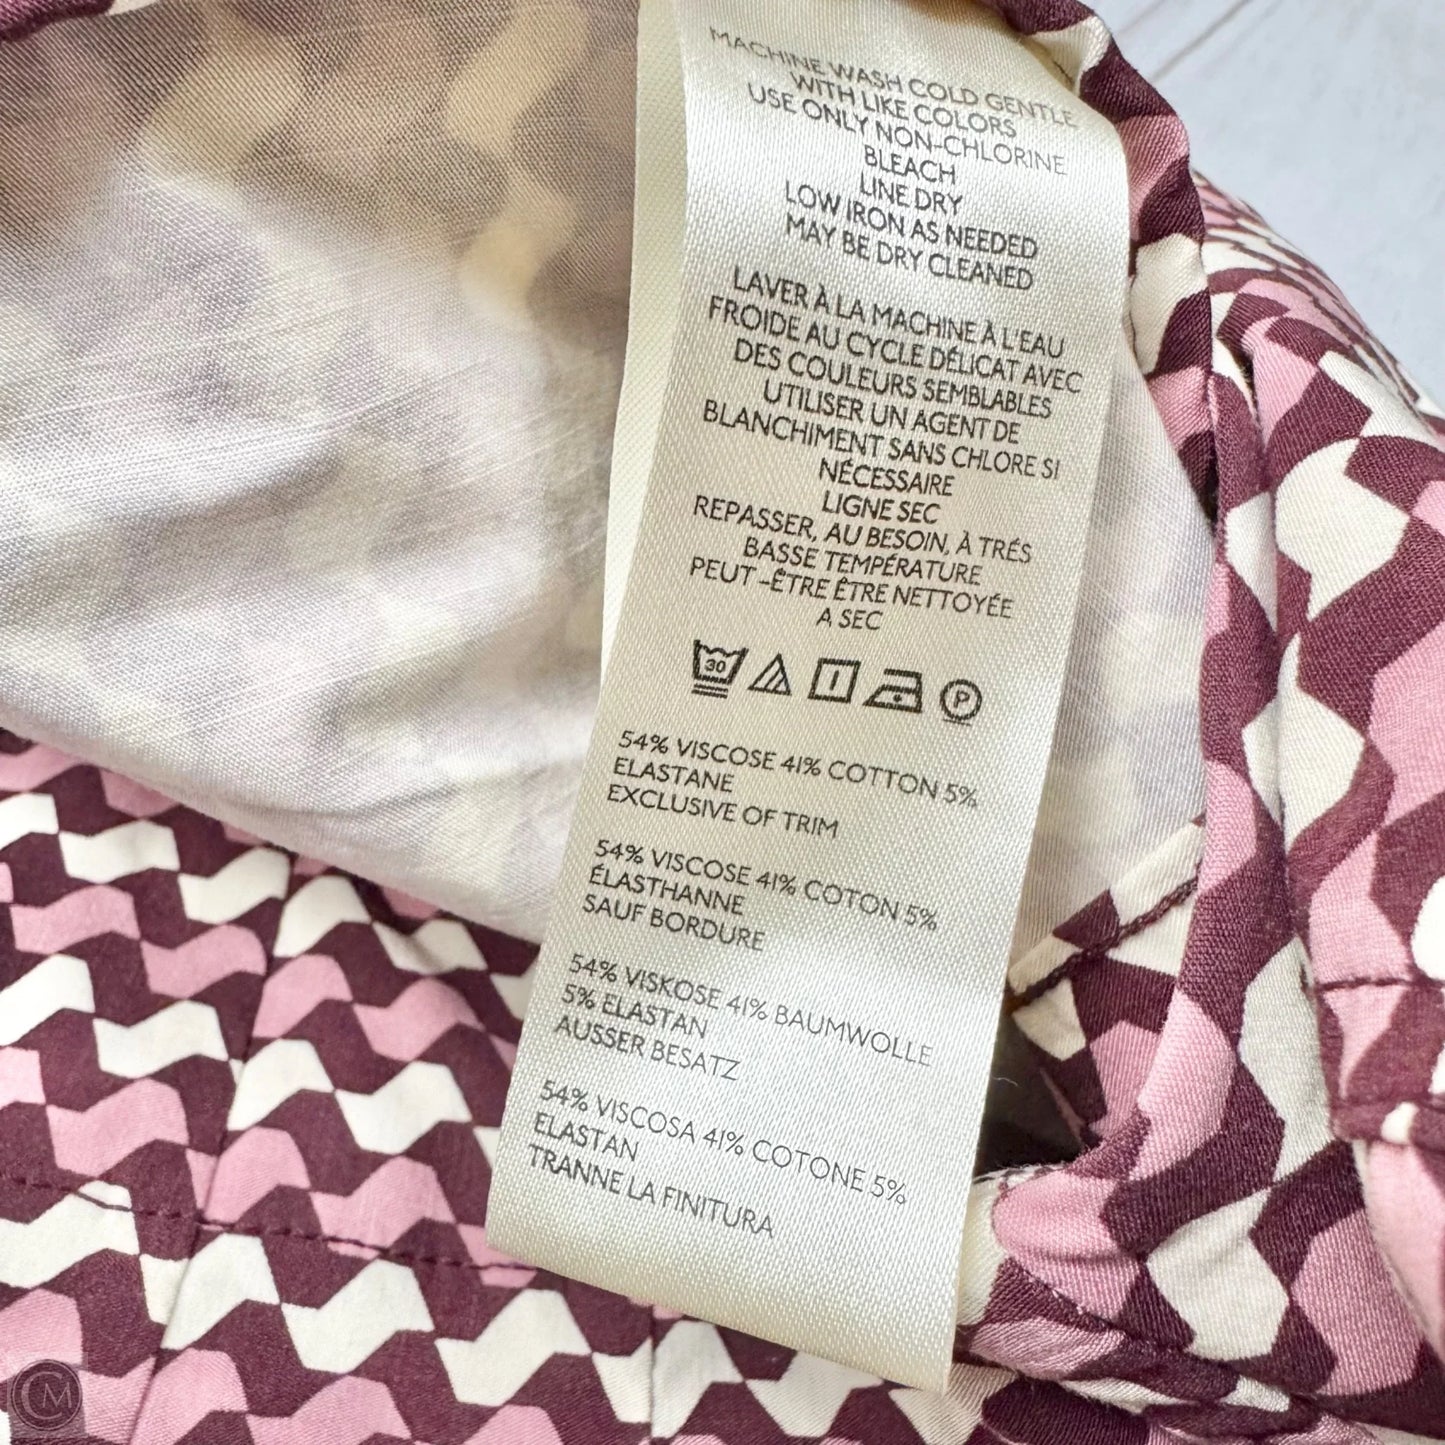 MACHINE WASH COLD GENTLE
WITH LIKE COLORS
USE ONLY NON-CHLORINE
BLEACH
LINE DRY
LOW IRON AS NEEDED
MAY BE DRY CLEANED
LAVER À LA MACHINE À L'EAU
FROIDE AU CYCLE DÉLICAT AVEC
DES COULEURS SEMBLABLES
UTILISER UN AGENT DE
BLANCHIMENT SANS CHLORE SI
NÉCESSAIRE
LIGNE SEC
REPASSER, AU BESOIN, À TRÉS
BASSE TEMPÉRATURE
PEUT-ÊTRE ÊTRE NETTOYÉE
A SEC
30 P
54% VISCOSE 41% COTTON 5%
ELASTANE
EXCLUSIVE OF TRIM
54% VISCOSE 41% COTON 5%
ÉLASTHANNE
SAUF BORDURE
54% VISKOSE 41% BAUMWOLLE
5% ELASTAN
AUSSER BESATZ
54% VISCOSA 41% COTONE 5%
ELASTAN
TRANNE LA FINITURA
CM